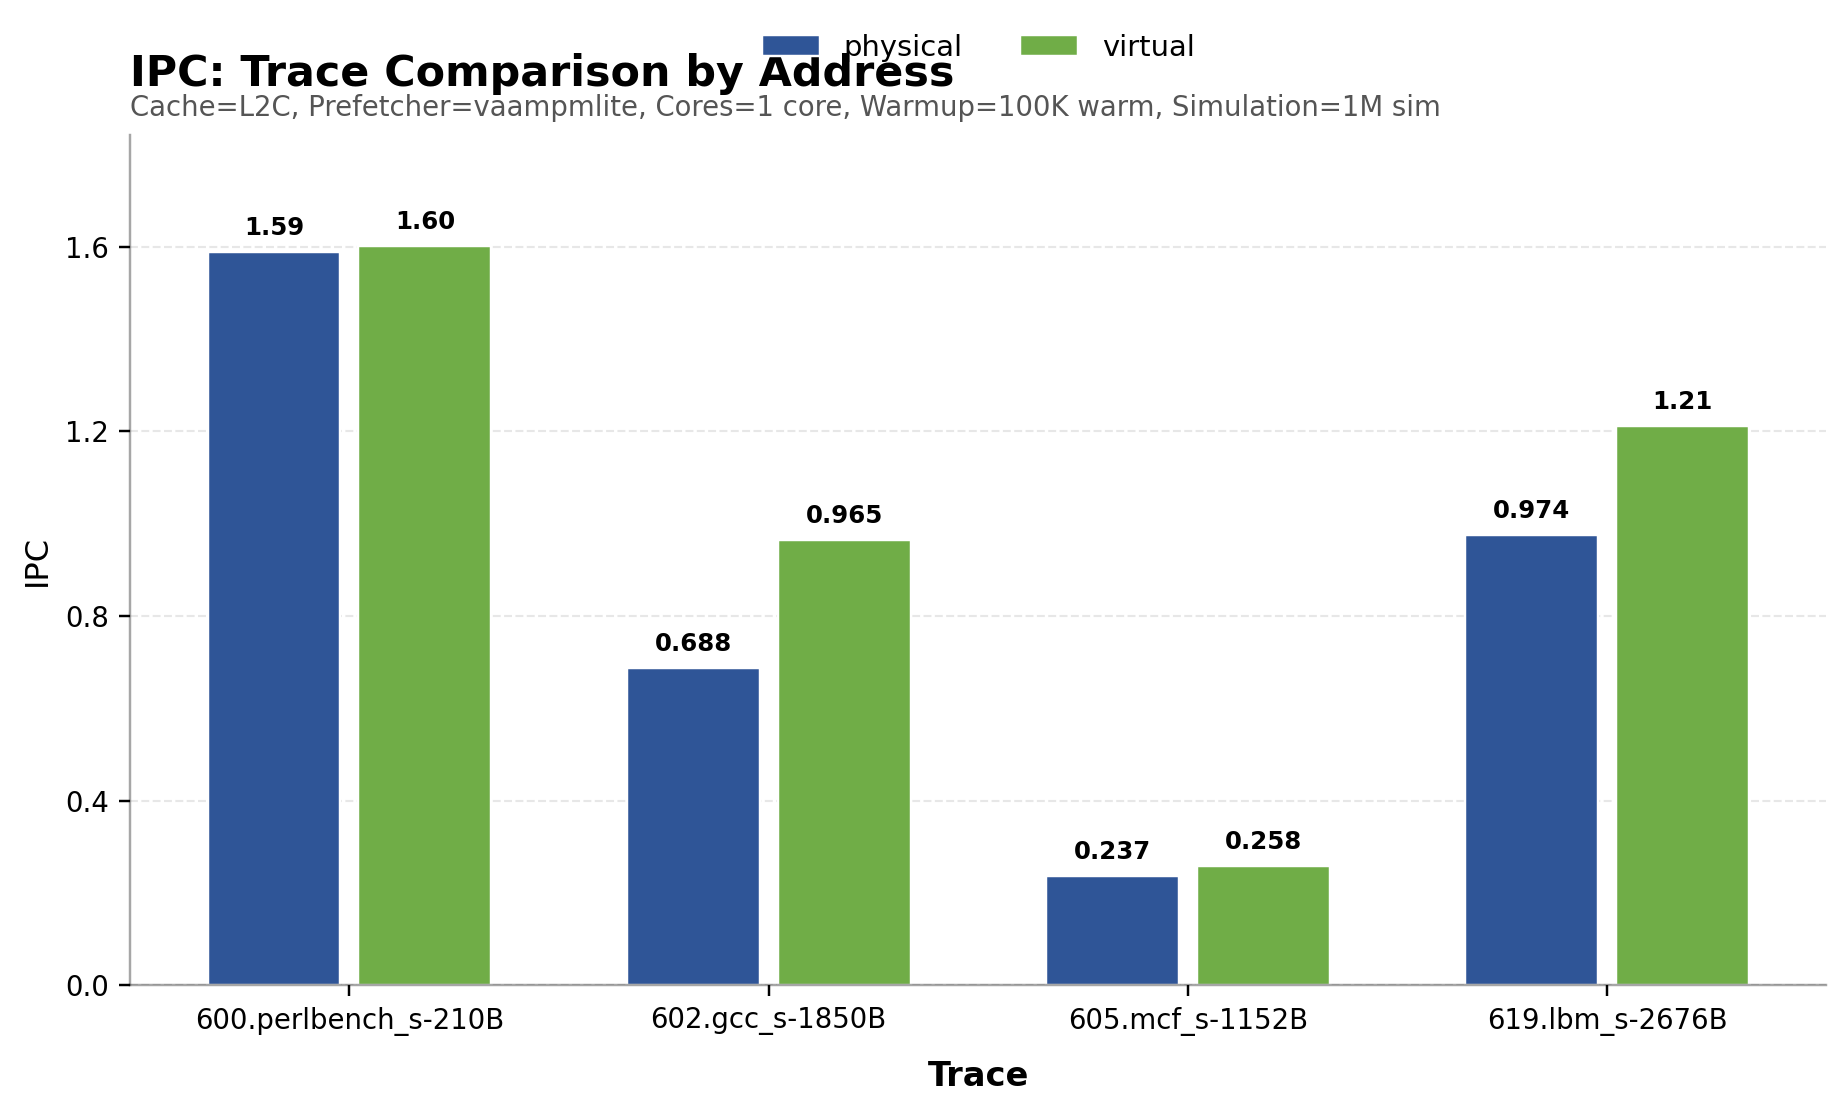 physical virtual
IPC: Trace Comparison by Address
Cache=L2C, Prefetcher=vaampmlite, Cores=1 core, Warmup=100K warm, Simulation=1M sim
IPC
1.6
1.2
0.8
0.4
0.0
1.59 1.60
0.688 0.965
0.237 0.258
0.974 1.21
600.perlbench_s-210B 602.gcc_s-1850B 605.mcf_s-1152B 619.lbm_s-2676B
Trace